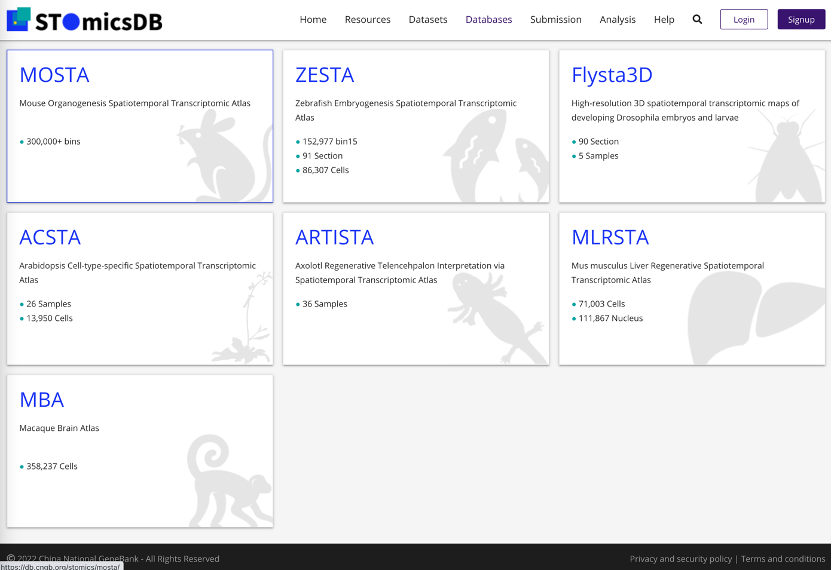 STOmicsDB
Home Resources Datasets Databases Submission Analysis Help Login Signup
MOSTA
Mouse Organogenesis Spatiotemporal Transcriptomic Atlas
300,000+ bins
ZESTA
Zebrafish Embryogenesis Spatiotemporal Transcriptomic
Atlas
152,977 bin15
91 Section
86,307 Cells
Flysta3D
High-resolution 3D spatiotemporal transcriptomic maps of
developing Drosophila embryos and larvae
90 Section
5 Samples
ACSTA
Arabidopsis Cell-type-specific Spatiotemporal Transcriptomic
Atlas
26 Samples
13,950 Cells
ARTISTA
Axolotl Regenerative Telencehpalon Interpretation via
Spatiotemporal Transcriptomic Atlas
36 Samples
MLRSTA
Mus musculus Liver Regenerative Spatiotemporal
Transcriptomic Atlas
71,003 Cells
111,867 Nucleus
MBA
Macaque Brain Atlas
358,237 Cells
© 2022 China National GeneBank - All Rights Reserved
Privacy and security policy | Terms and conditions
https://db.cngb.org/stomics/mosta/